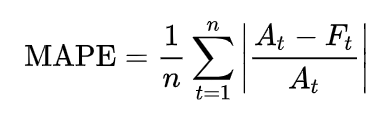 MAPE = \frac{1}{n} \sum_{t=1}^{n} \left| \frac{A_t - F_t}{A_t} \right|